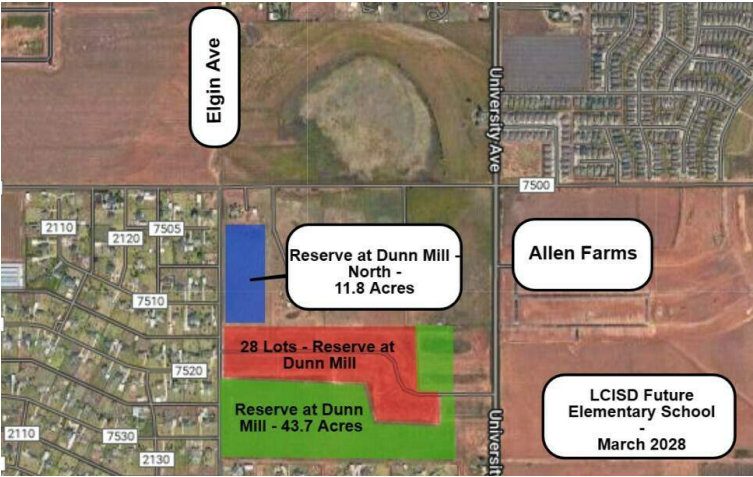 Elgin Ave
University Ave
7500
2110
7505
2120
Reserve at Dunn Mill -
North -
11.8 Acres
Allen Farms
7510
28 Lots - Reserve at
Dunn Mill
7520
LCISD Future
Elementary School
-
March 2028
Reserve at Dunn
Mill - 43.7 Acres
2110
7530
2130
Universit